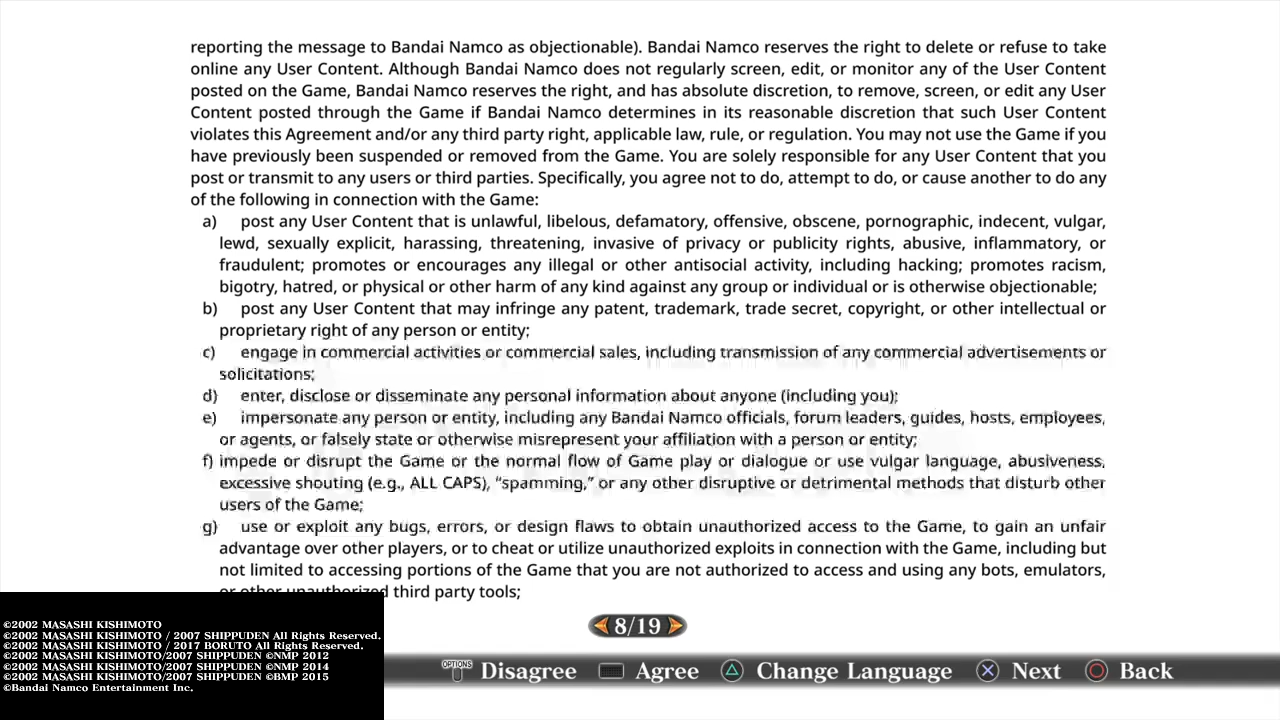 reporting the message to Bandai Namco as objectionable). Bandai Namco reserves the right to delete or refuse to take
online any User Content. Although Bandai Namco does not regularly screen, edit, or monitor any of the User Content
posted on the Game, Bandai Namco reserves the right, and has absolute discretion, to remove, screen, or edit any User
Content posted through the Game if Bandai Namco determines in its reasonable discretion that such User Content
violates this Agreement and/or any third party right, applicable law, rule, or regulation. You may not use the Game if you
have previously been suspended or removed from the Game. You are solely responsible for any User Content that you
post or transmit to any users or third parties. Specifically, you agree not to do, attempt to do, or cause another to do any
of the following in connection with the Game:
a) post any User Content that is unlawful, libelous, defamatory, offensive, obscene, pornographic, indecent, vulgar,
lewd, sexually explicit, harassing, threatening, invasive of privacy or publicity rights, abusive, inflammatory, or
fraudulent; promotes or encourages any illegal or other antisocial activity, including hacking; promotes racism,
bigotry, hatred, or physical or other harm of any kind against any group or individual or is otherwise objectionable;
b) post any User Content that may infringe any patent, trademark, trade secret, copyright, or other intellectual or
proprietary right of any person or entity;
c) engage in commercial activities or commercial sales, including transmission of any commercial advertisements or
solicitations;
d) enter, disclose or disseminate any personal information about anyone (including you);
e) impersonate any person or entity, including any Bandai Namco officials, forum leaders, guides, hosts, employees,
or agents, or falsely state or otherwise misrepresent your affiliation with a person or entity;
f) impede or disrupt the Game or the normal flow of Game play or dialogue or use vulgar language, abusiveness,
excessive shouting (e.g., ALL CAPS), “spamming,” or any other disruptive or detrimental methods that disturb other
users of the Game;
g) use or exploit any bugs, errors, or design flaws to obtain unauthorized access to the Game, to gain an unfair
advantage over other players, or to cheat or utilize unauthorized exploits in connection with the Game, including but
not limited to accessing portions of the Game that you are not authorized to access and using any bots, emulators,
or other unauthorized third party tools;
8/19
©2002 MASASHI KISHIMOTO
©2002 MASASHI KISHIMOTO / 2007 SHIPPUDEN All Rights Reserved.
©2002 MASASHI KISHIMOTO / 2017 BORUTO All Rights Reserved.
©2002 MASASHI KISHIMOTO/2007 SHIPPUDEN ©NMP 2012
©2002 MASASHI KISHIMOTO/2007 SHIPPUDEN ©NMP 2014
©2002 MASASHI KISHIMOTO/2007 SHIPPUDEN ©BMP 2015
©Bandai Namco Entertainment Inc.
OPTIONS Disagree Agree Change Language Next Back